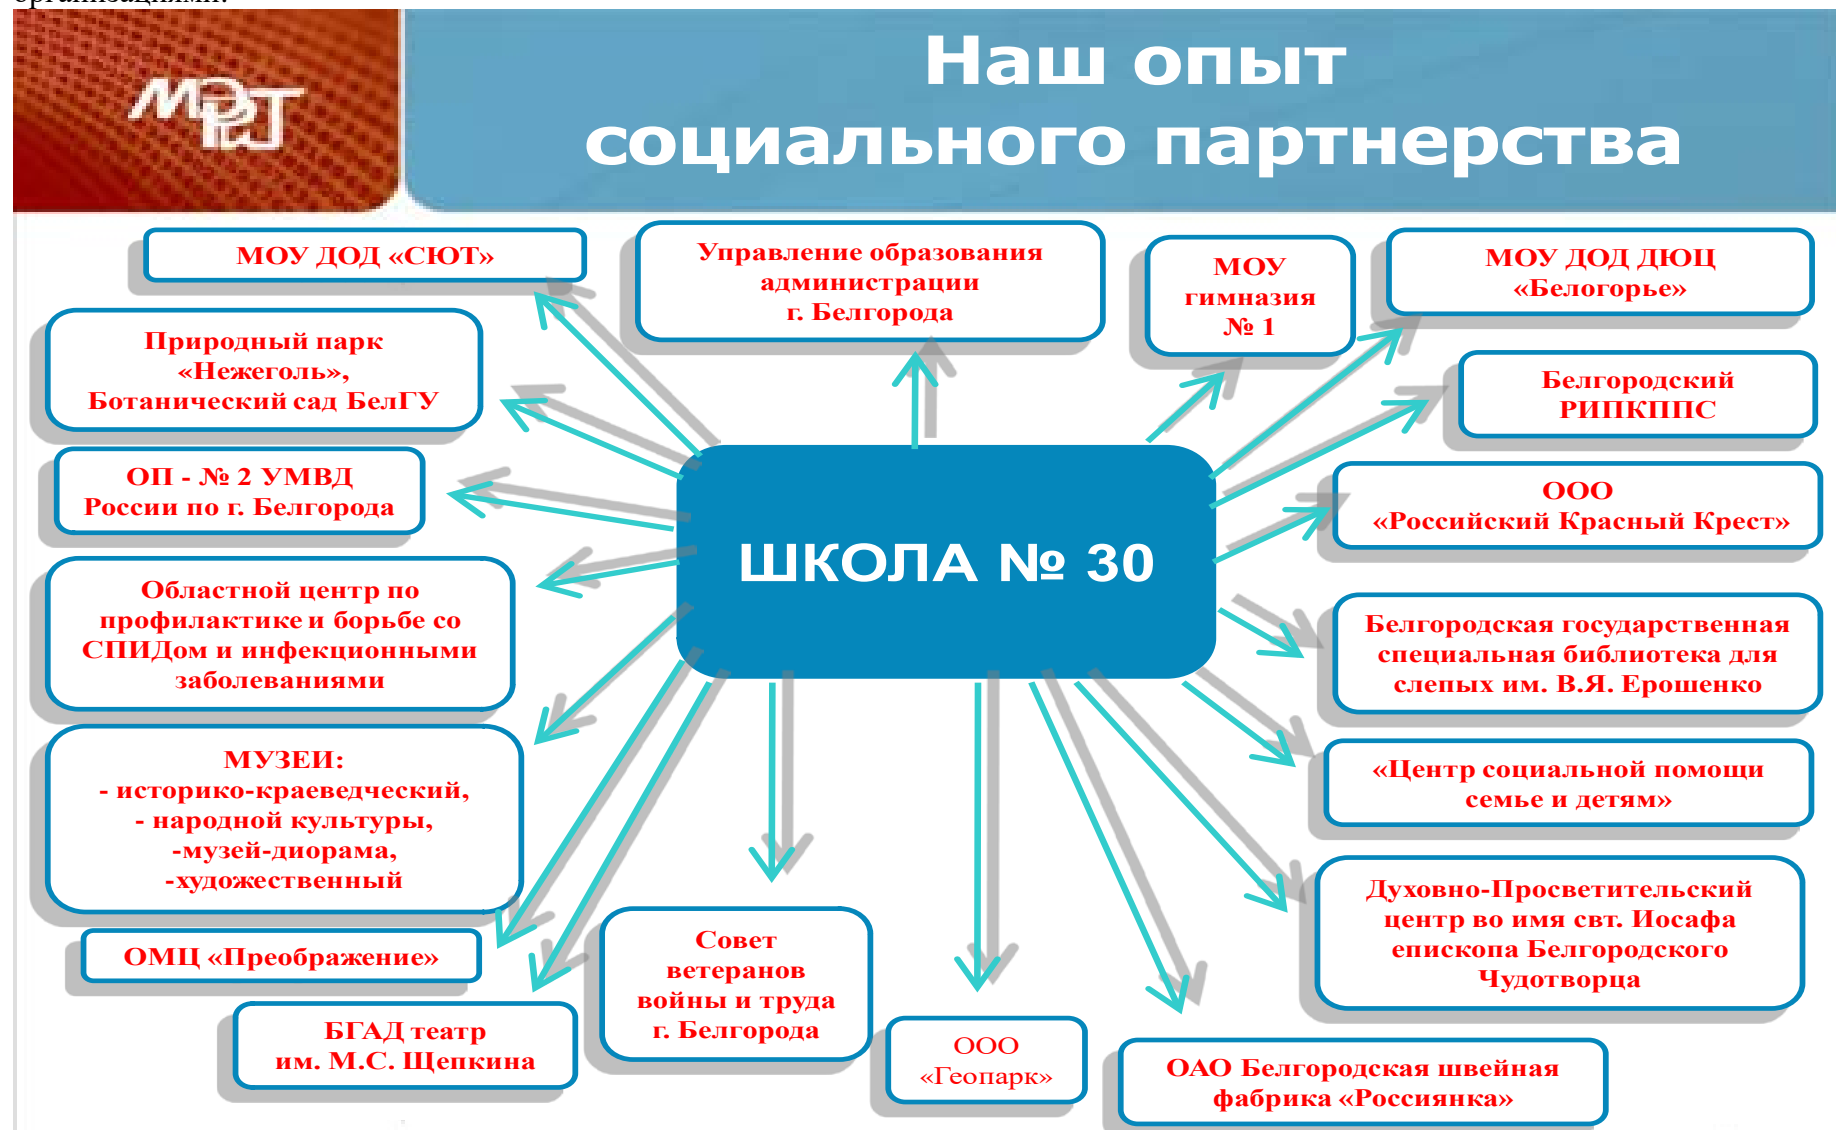 организациями.
Наш опыт
социального партнерства
МОУ ДОД «СЮТ»
Управление образования
администрации
г. Белгорода
МОУ
гимназия
№ 1
МОУ ДОД ДЮЦ
«Белогорье»
Природный парк
«Нежеголь»,
Ботанический сад БелГУ
Белгородский
РИПКППС
ОП - № 2 УМВД
России по г. Белгорода
ООО
«Российский Красный Крест»
ШКОЛА № 30
Областной центр по
профилактике и борьбе со
СПИДом и инфекционными
заболеваниями
Белгородская государственная
специальная библиотека для
слепых им. В.Я. Ерошенко
МУЗЕИ:
- историко-краеведческий,
- народной культуры,
-музей-диорама,
-художественный
«Центр социальной помощи
семье и детям»
Духовно-Просветительский
центр во имя свт. Иосафа
епископа Белгородского
Чудотворца
ОМЦ «Преображение»
Совет
ветеранов
войны и труда
г. Белгорода
БГАД театр
им. М.С. Щепкина
ООО
«Геопарк»
ОАО Белгородская швейная
фабрика «Россиянка»